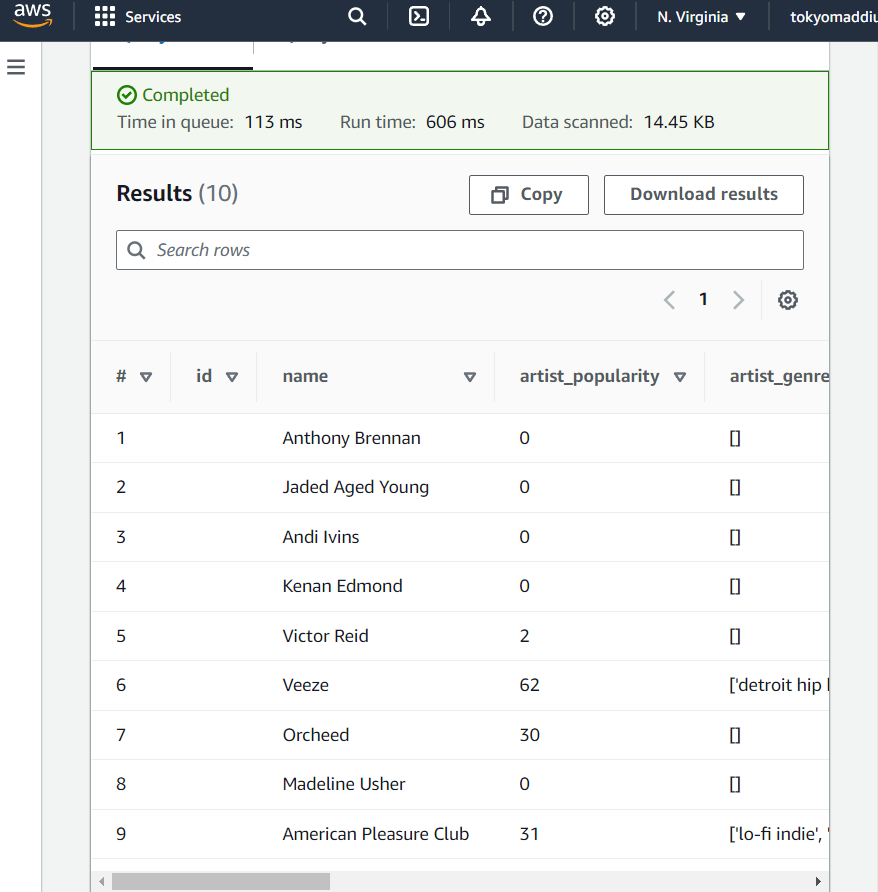 aws Services N. Virginia tokyomaddiu
Completed
Time in queue: 113 ms Run time: 606 ms Data scanned: 14.45 KB
Results (10) Copy Download results
Search rows
1
# id name artist_popularity artist_genre
1 Anthony Brennan 0 []
2 Jaded Aged Young 0 []
3 Andi Ivins 0 []
4 Kenan Edmond 0 []
5 Victor Reid 2 []
6 Veeze 62 ['detroit hip
7 Orcheed 30 []
8 Madeline Usher 0 []
9 American Pleasure Club 31 ['lo-fi indie', '